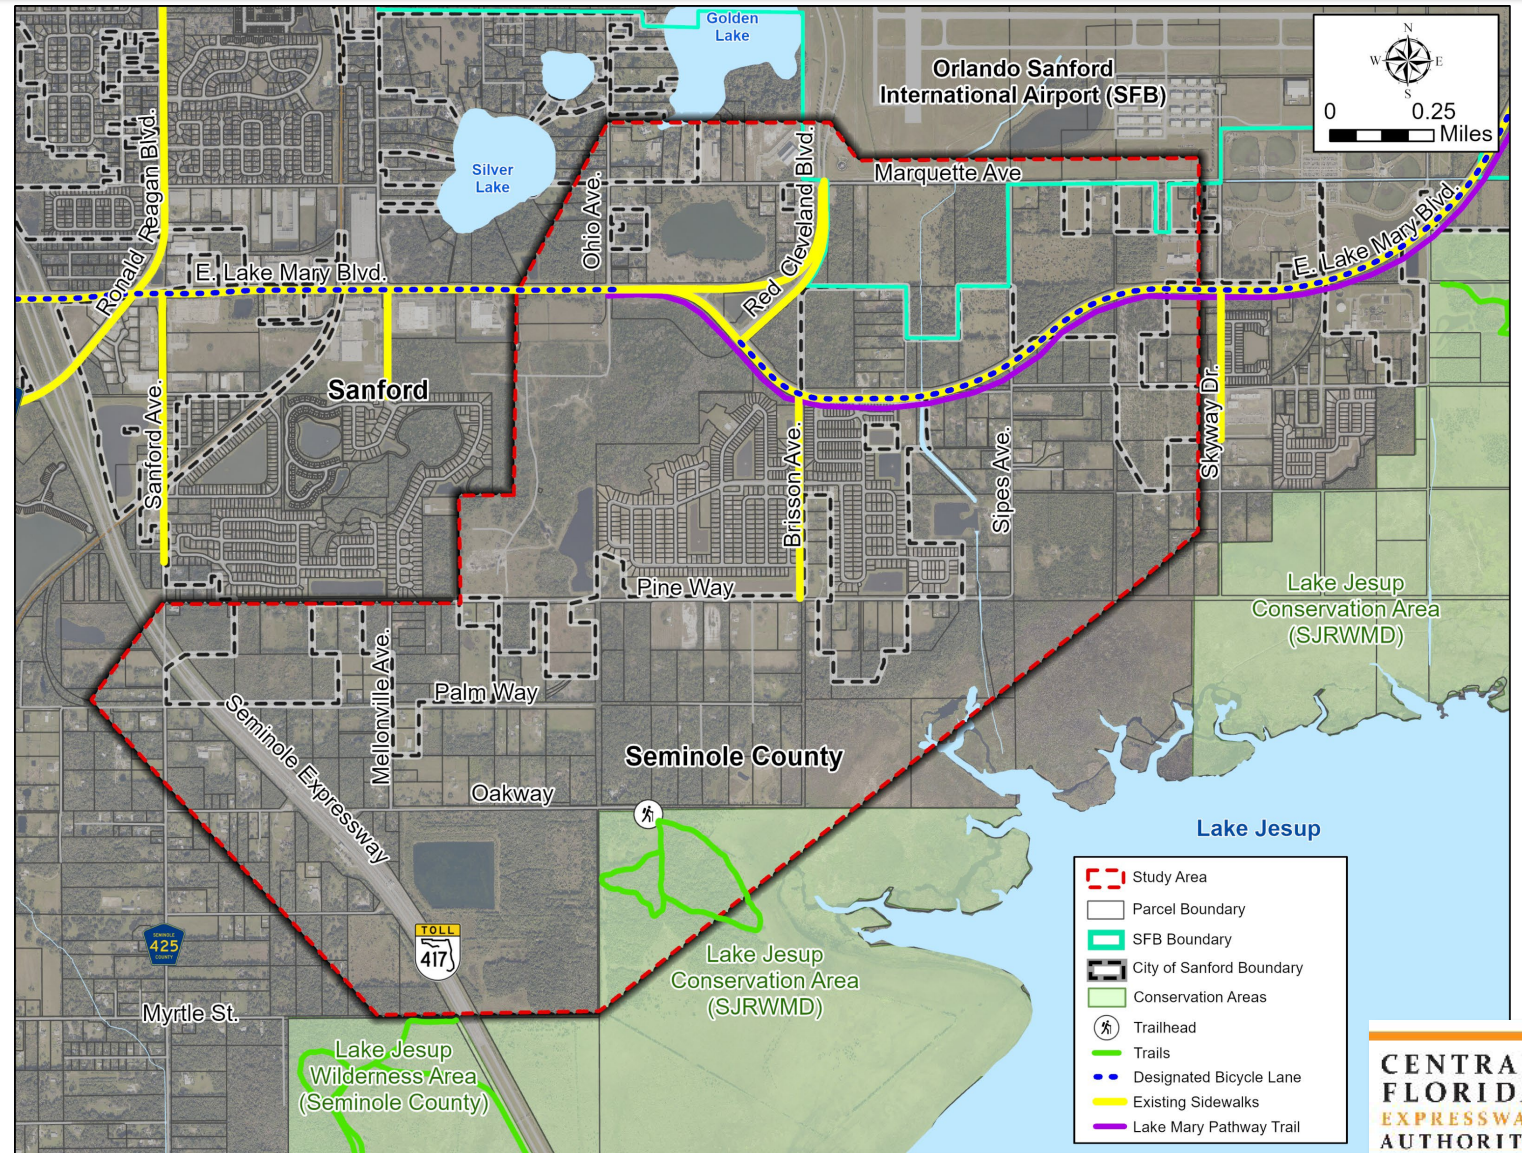 Golden
Lake
Orlando Sanford
International Airport (SFB)
N
W
E
S
0
0.25
Miles
Ronald Reagan Blvd.
Silver
Lake
Ohio Ave.
Red Cleveland Blvd.
Marquette Ave
E. Lake Mary Blvd.
E. Lake Mary Blvd.
Sanford
Sanford Ave.
Brisson Ave.
Sipes Ave.
Skyway Dr.
Pine Way
Lake Jesup
Conservation Area
(SJRWMD)
Mellonville Ave.
Palm Way
Seminole Expressway
Seminole County
Oakway
Lake Jesup
TOLL
417
SEMINOLE
425
COUNTY
Lake Jesup
Conservation Area
(SJRWMD)
Myrtle St.
Lake Jesup
Wilderness Area
(Seminole County)
Study Area
Parcel Boundary
SFB Boundary
City of Sanford Boundary
Conservation Areas
Trailhead
Trails
Designated Bicycle Lane
Existing Sidewalks
Lake Mary Pathway Trail
CENTRA
FLORID
EXPRESSWA
AUTHORIT